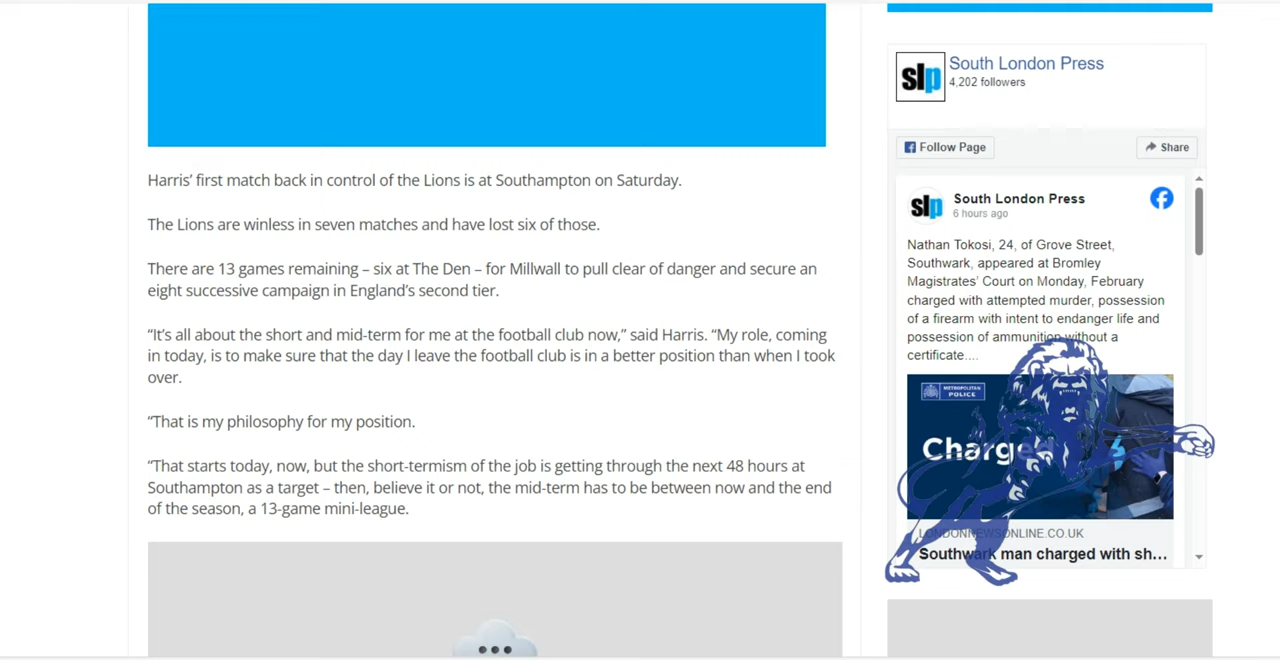 Harris’ first match back in control of the Lions is at Southampton on Saturday.
The Lions are winless in seven matches and have lost six of those.
There are 13 games remaining – six at The Den – for Millwall to pull clear of danger and secure an
eight successive campaign in England’s second tier.
“It’s all about the short and mid-term for me at the football club now,” said Harris. “My role, coming
in today, is to make sure that the day I leave the football club is in a better position than when I took
over.
“That is my philosophy for my position.
“That starts today, now, but the short-termism of the job is getting through the next 48 hours at
Southampton as a target – then, believe it or not, the mid-term has to be between now and the end
of the season, a 13-game mini-league.
slp
South London Press
4,202 followers
Follow Page
Share
slp
South London Press
6 hours ago
Nathan Tokosi, 24, of Grove Street,
Southwark, appeared at Bromley
Magistrates’ Court on Monday, February
charged with attempted murder, possession
of a firearm with intent to endanger life and
possession of ammunition without a
certificate....
METROPOLITAN
POLICE
Charged
LONDONNEWSONLINE.CO.UK
Southwark man charged with sh...